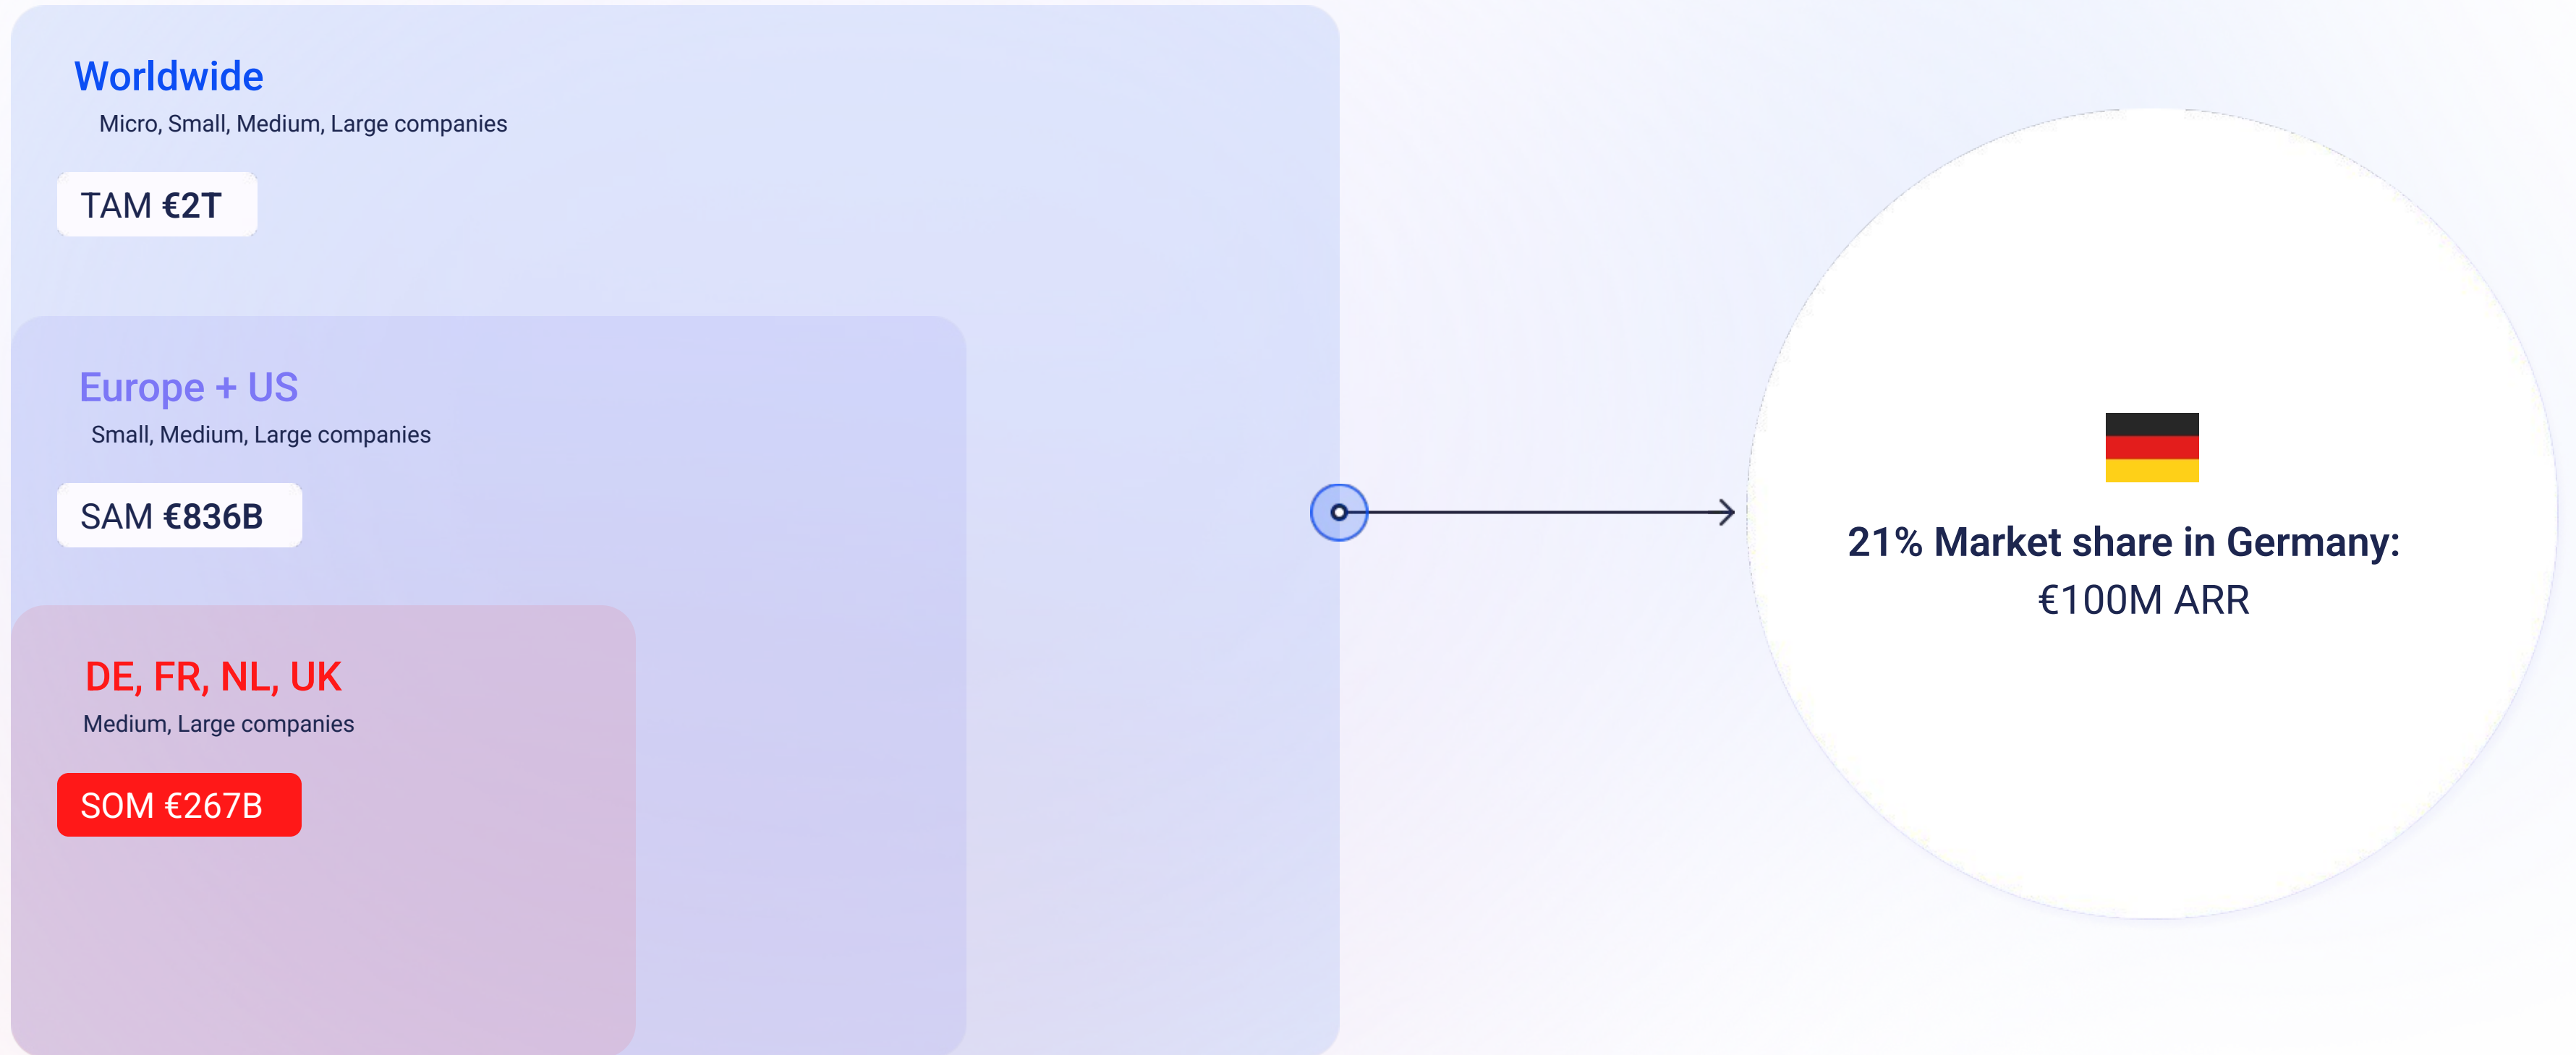 Worldwide
Micro, Small, Medium, Large companies
TAM €2T
Europe + US
Small, Medium, Large companies
SAM €836B
DE, FR, NL, UK
Medium, Large companies
SOM €267B
21% Market share in Germany:
€100M ARR